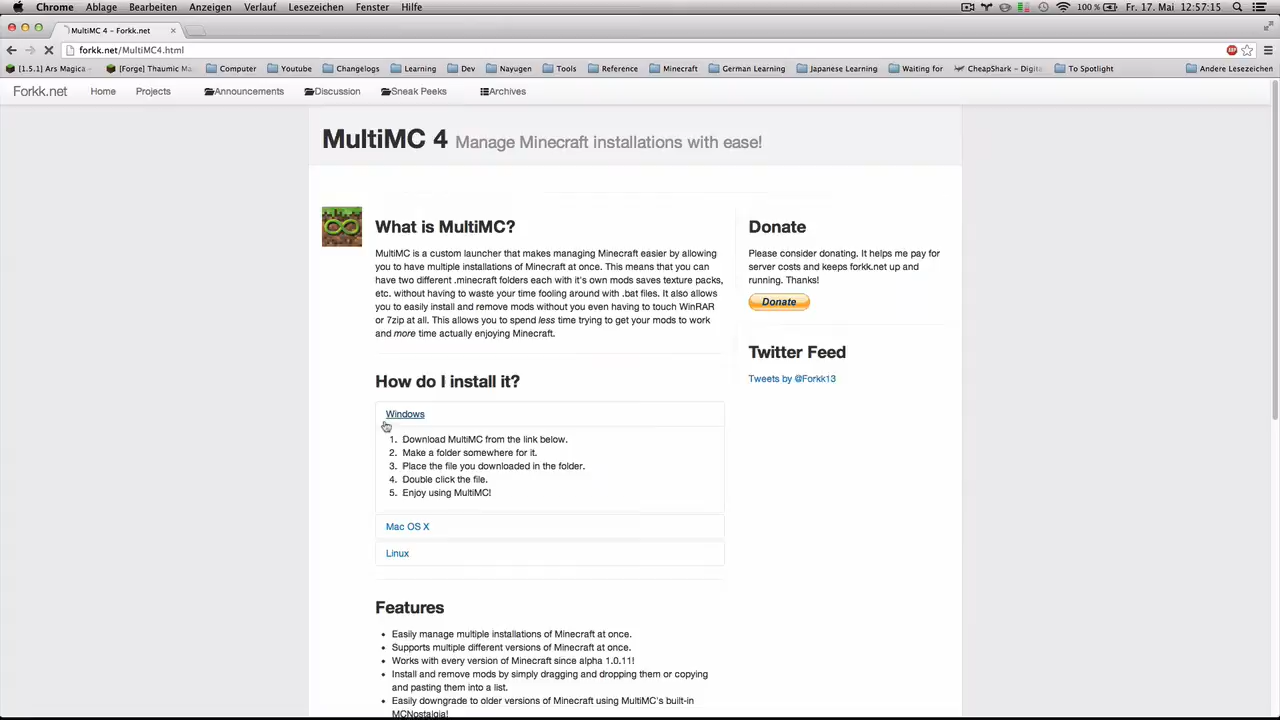 Chrome Ablage Bearbeiten Anzeigen Verlauf Lesezeichen Fenster Hilfe 100 % Fr. 17. Mai 12:57:15
MultiMC 4 – Forkk.net
forkk.net/MultiMC4.html
[1.5.1] Ars Magica [Forge] Thaumic Ma Computer Youtube Changelogs Learning Dev Nayugen Tools Reference Minecraft German Learning Japanese Learning Waiting for CheapShark - Digita To Spotlight Andere Lesezeichen
Forkk.net Home Projects Announcements Discussion Sneak Peeks Archives
MultiMC 4 Manage Minecraft installations with ease!
What is MultiMC?
MultiMC is a custom launcher that makes managing Minecraft easier by allowing
you to have multiple installations of Minecraft at once. This means that you can
have two different .minecraft folders each with it's own mods saves texture packs,
etc. without having to waste your time fooling around with .bat files. It also allows
you to easily install and remove mods without you even having to touch WinRAR
or 7zip at all. This allows you to spend less time trying to get your mods to work
and more time actually enjoying Minecraft.
How do I install it?
Windows
1. Download MultiMC from the link below.
2. Make a folder somewhere for it.
3. Place the file you downloaded in the folder.
4. Double click the file.
5. Enjoy using MultiMC!
Mac OS X
Linux
Features
Easily manage multiple installations of Minecraft at once.
Supports multiple different versions of Minecraft at once.
Works with every version of Minecraft since alpha 1.0.11!
Install and remove mods by simply dragging and dropping them or copying
and pasting them into a list.
Easily downgrade to older versions of Minecraft using MultiMC's built-in
MCNostalgia!
Donate
Please consider donating. It helps me pay for
server costs and keeps forkk.net up and
running. Thanks!
Donate
Twitter Feed
Tweets by @Forkk13